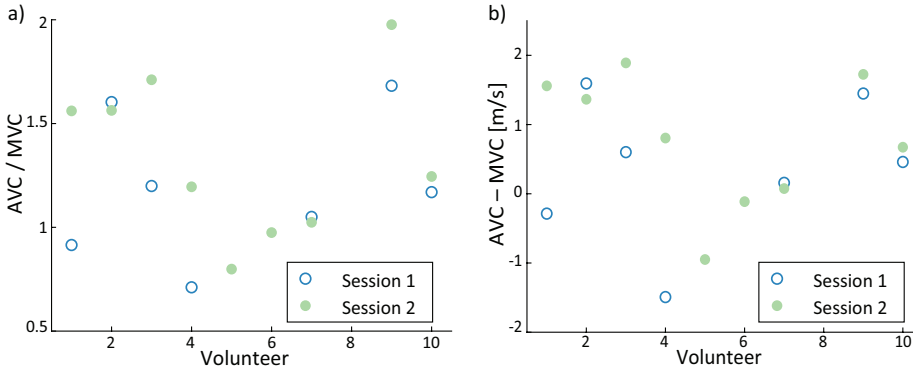 a)
2
1.5
1
0.5
AVC / MVC
2
4
6
8
10
Volunteer
Session 1
Session 2
b)
2
1
0
−1
−2
AVC – MVC [m/s]
2
4
6
8
10
Volunteer
Session 1
Session 2